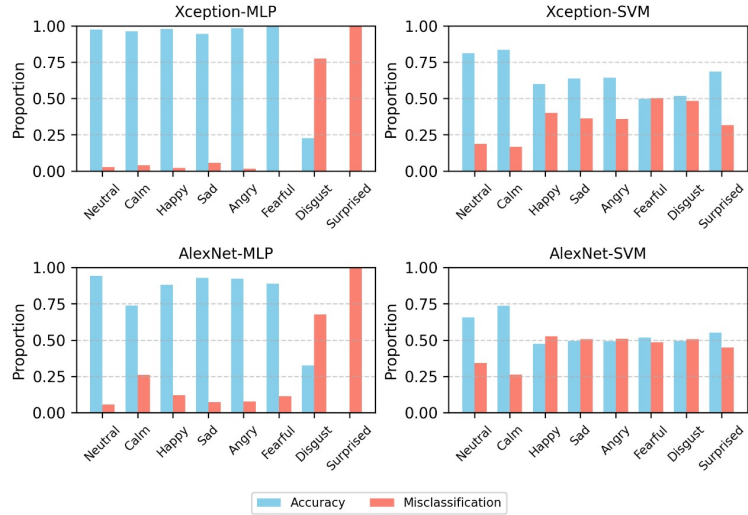 Xception-MLP
Proportion
1.00
0.75
0.50
0.25
0.00
Neutral
Calm
Happy
Sad
Angry
Fearful
Disgust
Surprised
Xception-SVM
Proportion
1.00
0.75
0.50
0.25
0.00
Neutral
Calm
Happy
Sad
Angry
Fearful
Disgust
Surprised
AlexNet-MLP
Proportion
1.00
0.75
0.50
0.25
0.00
Neutral
Calm
Happy
Sad
Angry
Fearful
Disgust
Surprised
AlexNet-SVM
Proportion
1.00
0.75
0.50
0.25
0.00
Neutral
Calm
Happy
Sad
Angry
Fearful
Disgust
Surprised
Accuracy
Misclassification